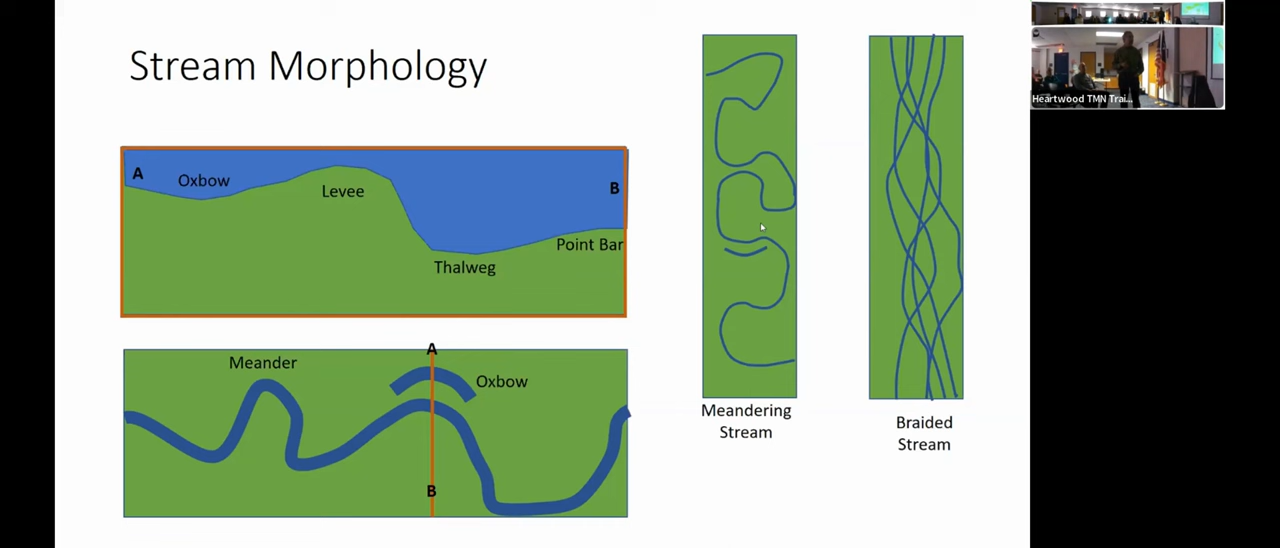 Stream Morphology
A
Oxbow
Levee
B
Thalweg
Point Bar
Meander
A
Oxbow
B
Meandering
Stream
Braided
Stream
Heartwood TMN Trai...